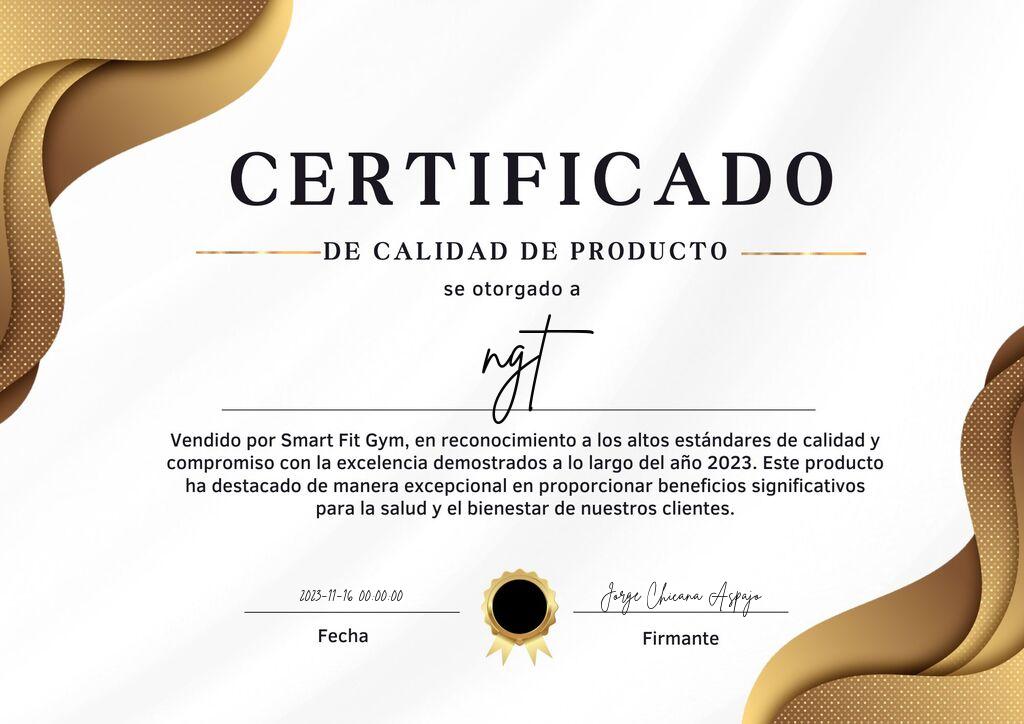 CERTIFICADO
DE CALIDAD DE PRODUCTO
se otorgado a
ngt
Vendido por Smart Fit Gym, en reconocimiento a los altos estándares de calidad y
compromiso con la excelencia demostrados a lo largo del año 2023. Este producto
ha destacado de manera excepcional en proporcionar beneficios significativos
para la salud y el bienestar de nuestros clientes.
2023-11-16 00:00:00
Jorge Chicana Aspajo
Fecha
Firmante